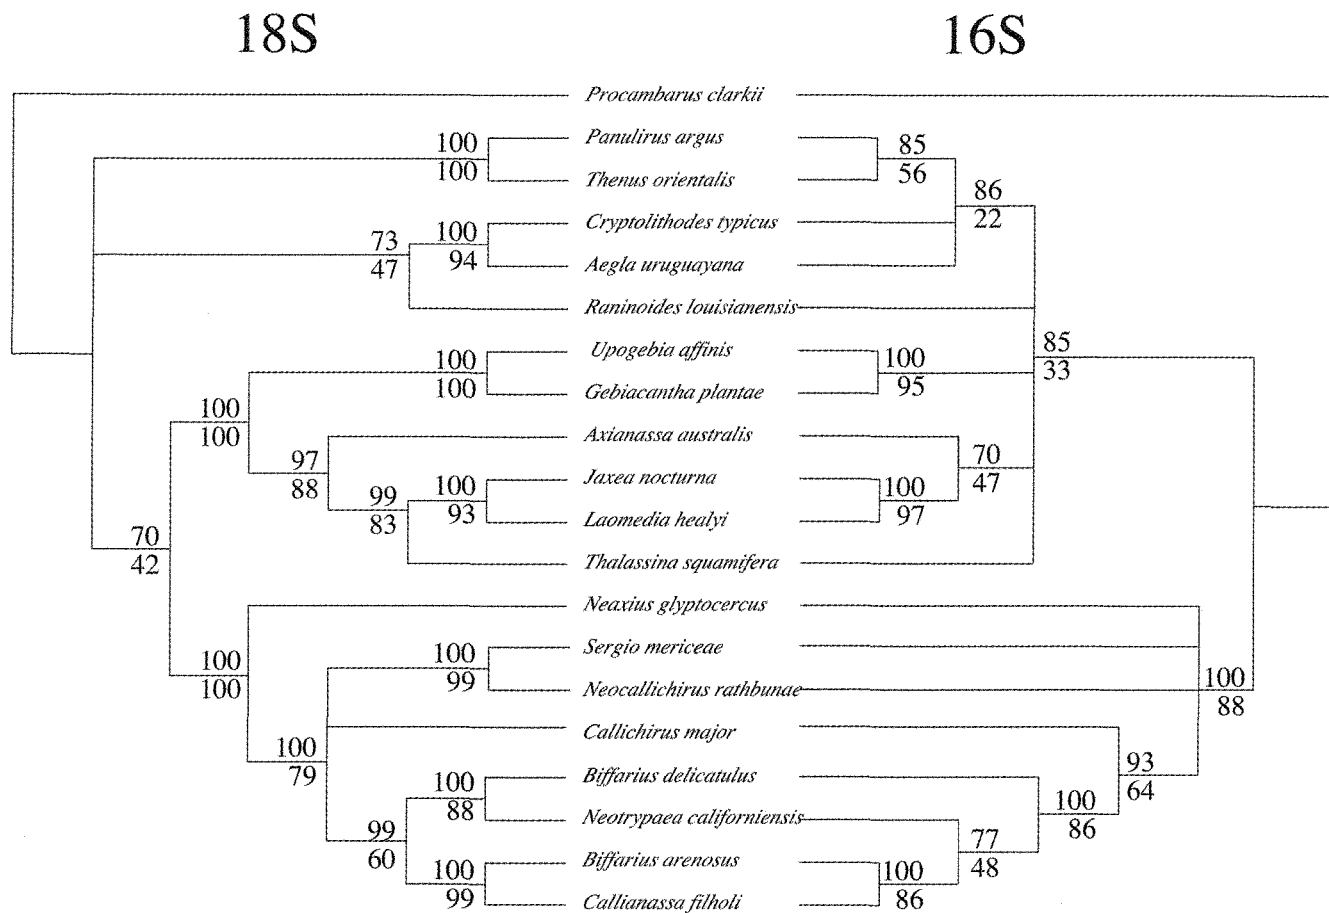 18S 16S
Procambarus clarkii
Panulirus argus
100 85
100 56
Thenus orientalis
86
22
Cryptolithodes typicus
73 100
47 94
Aegla uruguayana
Raninoides louisianensis
85
33
Upogebia affinis
100 100
100 95
Gebiacantha plantae
100
100
Axianassa australis
97 70
88 47
Jaxea nocturna
99 100 100
83 93 97
Laomedia healyi
70
42
Thalassina squamifera
Neaxius glyptocercus
Sergio mericeae
100 100
100 99
Neocallichirus rathbunae
100
88
Callichirus major
100 93
79 64
Biffarius delicatulus
100 100
88 86
Neotrypaea californiensis
99 77
60 48
Biffarius arenosus
100 100
99 86
Callianassa filholi